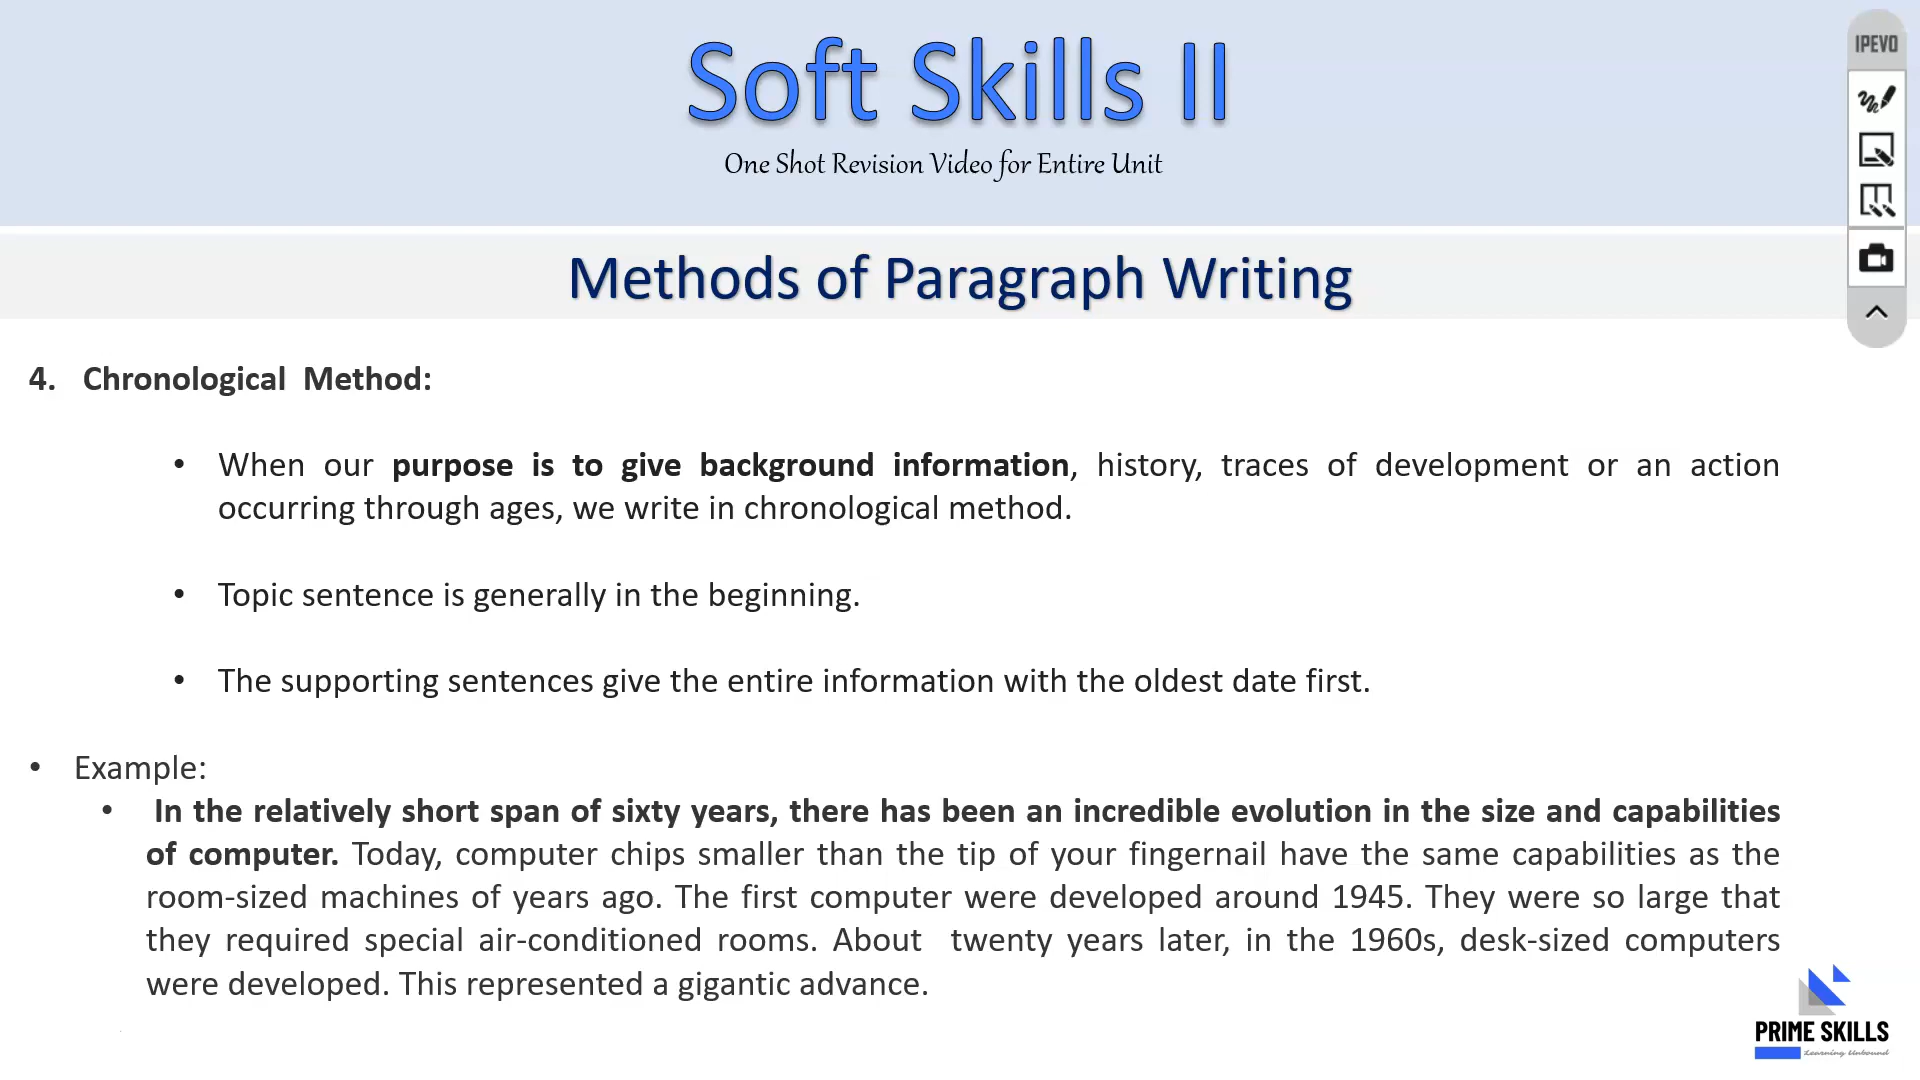 Soft Skills II
IPEVO
One Shot Revision Video for Entire Unit
Methods of Paragraph Writing
4. Chronological Method:
• When our purpose is to give background information, history, traces of development or an action
occurring through ages, we write in chronological method.
• Topic sentence is generally in the beginning.
• The supporting sentences give the entire information with the oldest date first.
• Example:
• In the relatively short span of sixty years, there has been an incredible evolution in the size and capabilities
of computer. Today, computer chips smaller than the tip of your fingernail have the same capabilities as the
room-sized machines of years ago. The first computer were developed around 1945. They were so large that
they required special air-conditioned rooms. About twenty years later, in the 1960s, desk-sized computers
were developed. This represented a gigantic advance.
PRIME SKILLS
Learning Unbound